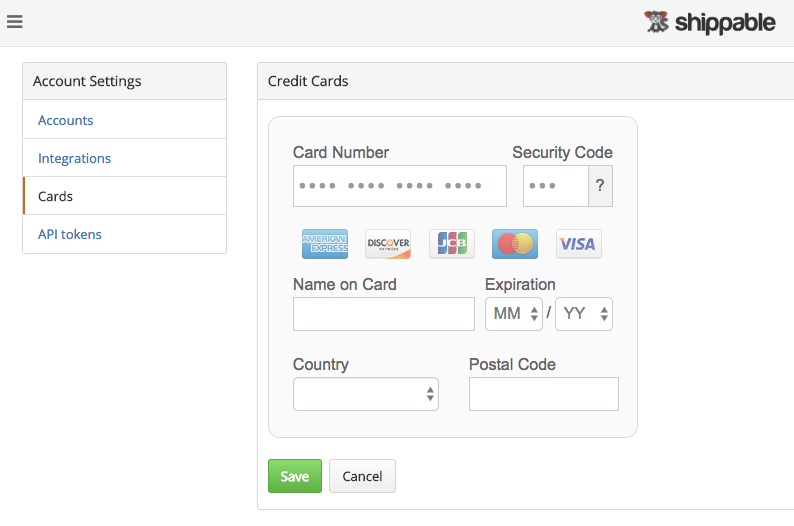 shippable
Account Settings
Accounts
Integrations
Cards
API tokens
Credit Cards
Card Number
Security Code
•••• •••• •••• ••••
•••
?
AMERICAN EXPRESS
DISCOVER
NETWORK
JCB
VISA
Name on Card
Expiration
MM / YY
Country
Postal Code
Save
Cancel